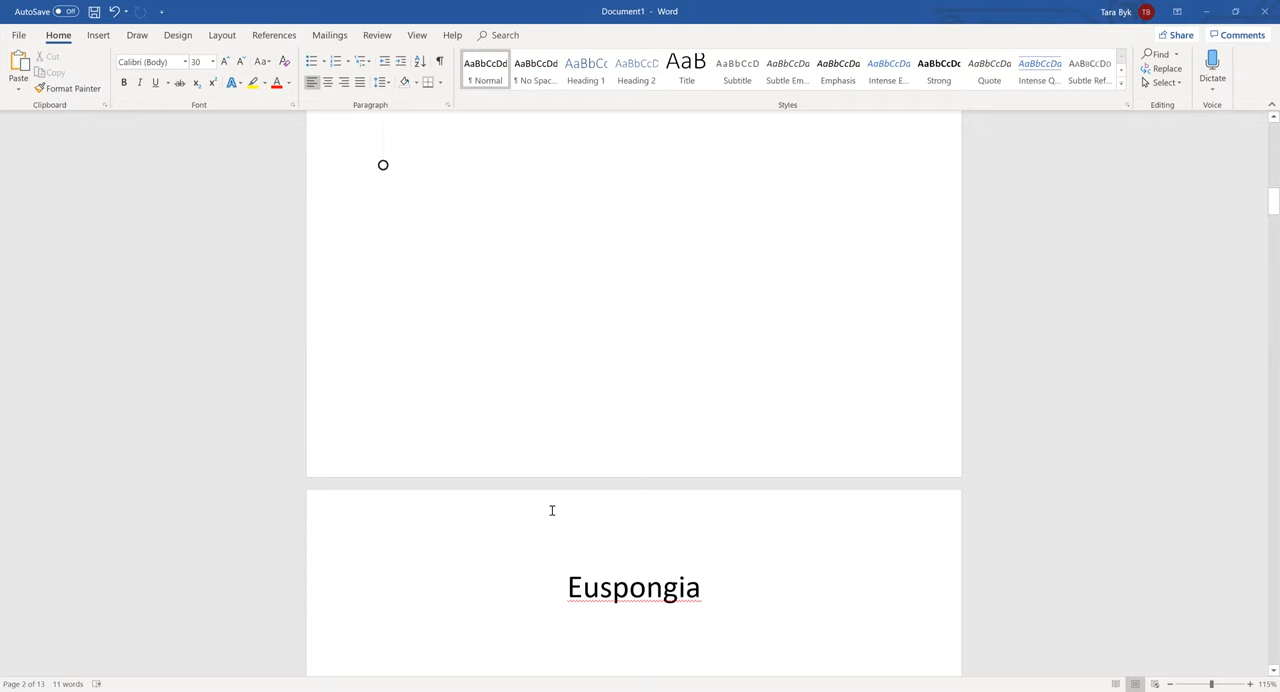 AutoSave Off Document1 - Word Tara Byk TB
File Home Insert Draw Design Layout References Mailings Review View Help Search Share Comments
Paste Cut Copy Format Painter
Clipboard
Calibri (Body) 30
Font
Paragraph
AaBbCcDd AaBbCcDd AaBbCc AaBbCcD AaB AaBbCcD AaBbCcDa AaBbCcDa AaBbCcDa AaBbCcDc AaBbCcDa AaBbCcDa AaBbCcDd
¶ Normal ¶ No Spac... Heading 1 Heading 2 Title Subtitle Subtle Em... Emphasis Intense E... Strong Quote Intense Q... Subtle Ref...
Styles
Find
Replace
Select
Editing
Dictate
Voice
Euspongia
Page 2 of 13 11 words 115%